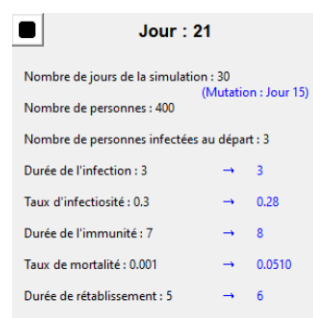 Jour : 21
Nombre de jours de la simulation : 30
(Mutation : Jour 15)
Nombre de personnes : 400
Nombre de personnes infectées au départ : 3
Durée de l'infection : 3 → 3
Taux d'infectiosité : 0.3 → 0.28
Durée de l'immunité : 7 → 8
Taux de mortalité : 0.001 → 0.0510
Durée de rétablissement : 5 → 6